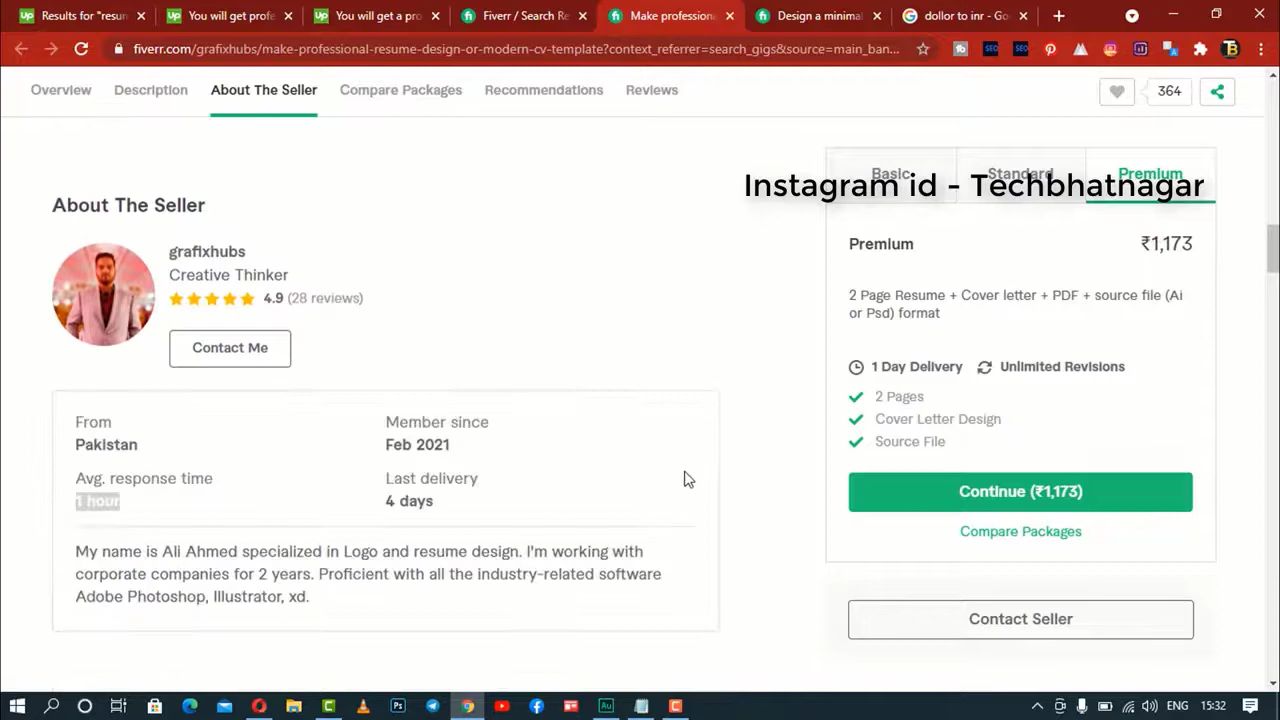 Results for "resun
You will get profe
You will get a pro
Fiverr / Search Re
Make professiona
Design a minimal
dollor to inr - Goo
fiverr.com/grafixhubs/make-professional-resume-design-or-modern-cv-template?context_referrer=search_gigs&source=main_ban...
Overview
Description
About The Seller
Compare Packages
Recommendations
Reviews
364
Basic
Standard
Premium
Instagram id - Techbhatnagar
About The Seller
grafixhubs
Creative Thinker
4.9 (28 reviews)
Contact Me
From
Pakistan
Member since
Feb 2021
Avg. response time
1 hour
Last delivery
4 days
My name is Ali Ahmed specialized in Logo and resume design. I'm working with
corporate companies for 2 years. Proficient with all the industry-related software
Adobe Photoshop, Illustrator, xd.
Premium
₹1,173
2 Page Resume + Cover letter + PDF + source file (Ai
or Psd) format
1 Day Delivery
Unlimited Revisions
2 Pages
Cover Letter Design
Source File
Continue (₹1,173)
Compare Packages
Contact Seller
ENG
15:32